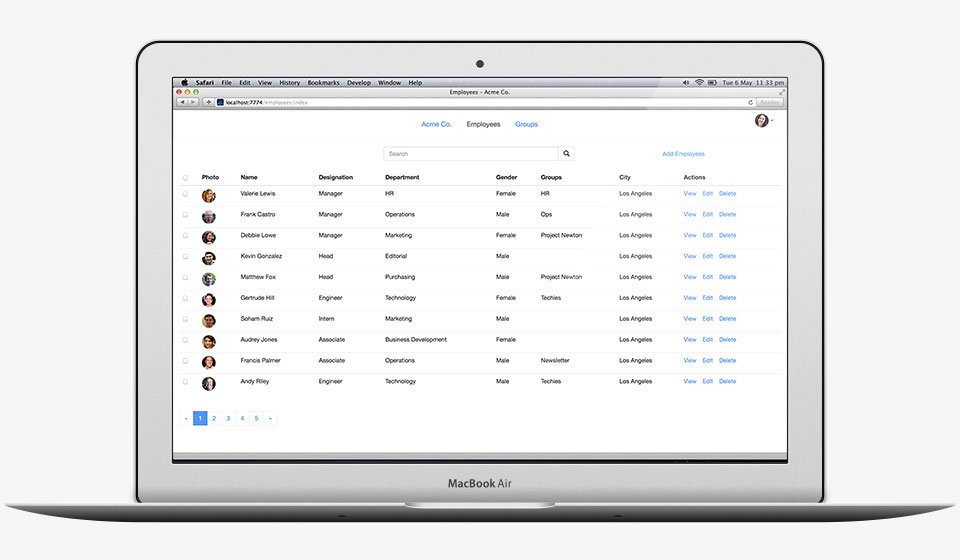 Safari File Edit View History Bookmarks Develop Window Help Tue 6 May 11:33 pm
Employees – Acme Co.
localhost:7774/employees/index Reader
Acme Co. Employees Groups
Search Add Employees
Photo Name Designation Department Gender Groups City Actions
Valerie Lewis Manager HR Female HR Los Angeles View Edit Delete
Frank Castro Manager Operations Male Ops Los Angeles View Edit Delete
Debbie Lowe Manager Marketing Female Project Newton Los Angeles View Edit Delete
Kevin Gonzalez Head Editorial Male Los Angeles View Edit Delete
Matthew Fox Head Purchasing Male Project Newton Los Angeles View Edit Delete
Gertrude Hill Engineer Technology Female Techies Los Angeles View Edit Delete
Soham Ruiz Intern Marketing Male Los Angeles View Edit Delete
Audrey Jones Associate Business Development Female Los Angeles View Edit Delete
Francis Palmer Associate Operations Male Newsletter Los Angeles View Edit Delete
Andy Riley Engineer Technology Male Techies Los Angeles View Edit Delete
« 1 2 3 4 5 »
MacBook Air